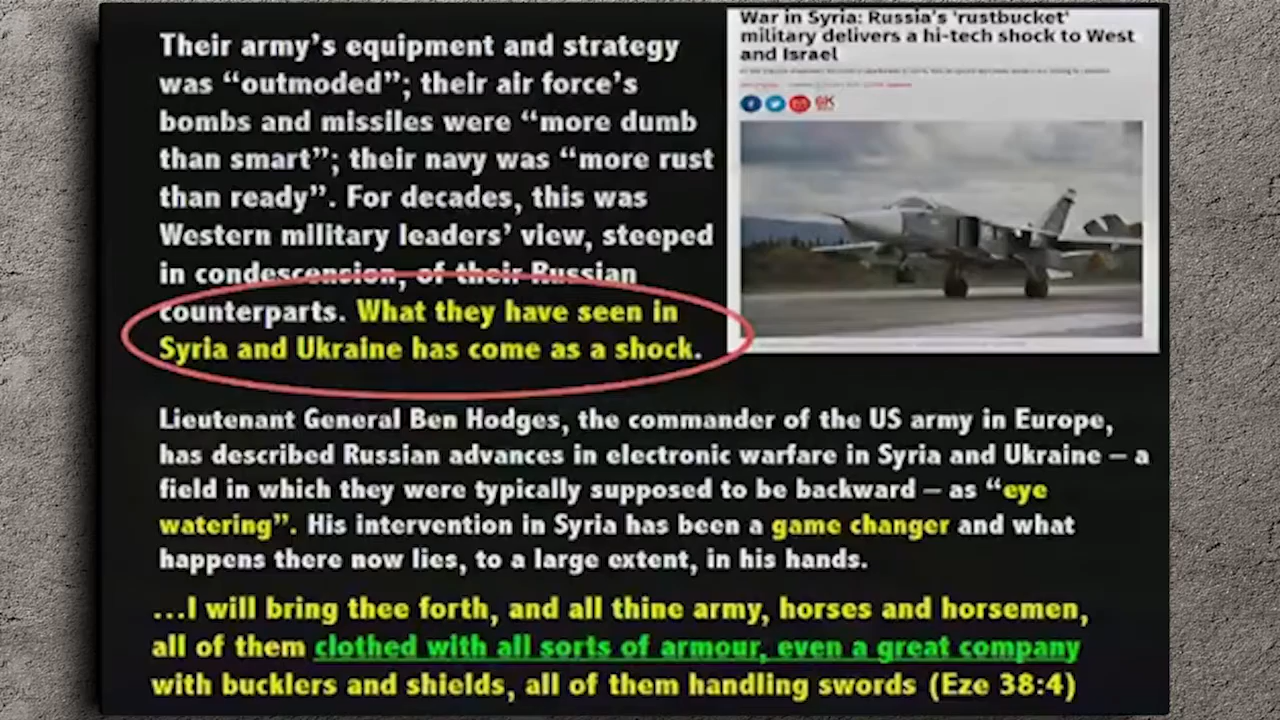 Their army's equipment and strategy
was “outmoded”; their air force's
bombs and missiles were “more dumb
than smart”; their navy was “more rust
than ready”. For decades, this was
Western military leaders' view, steeped
in condescension, of their Russian
counterparts. What they have seen in
Syria and Ukraine has come as a shock.
War in Syria: Russia's 'rustbucket'
military delivers a hi-tech shock to West
and Israel
6K
Lieutenant General Ben Hodges, the commander of the US army in Europe,
has described Russian advances in electronic warfare in Syria and Ukraine – a
field in which they were typically supposed to be backward – as “eye
watering”. His intervention in Syria has been a game changer and what
happens there now lies, to a large extent, in his hands.
...I will bring thee forth, and all thine army, horses and horsemen,
all of them clothed with all sorts of armour, even a great company
with bucklers and shields, all of them handling swords (Eze 38:4)